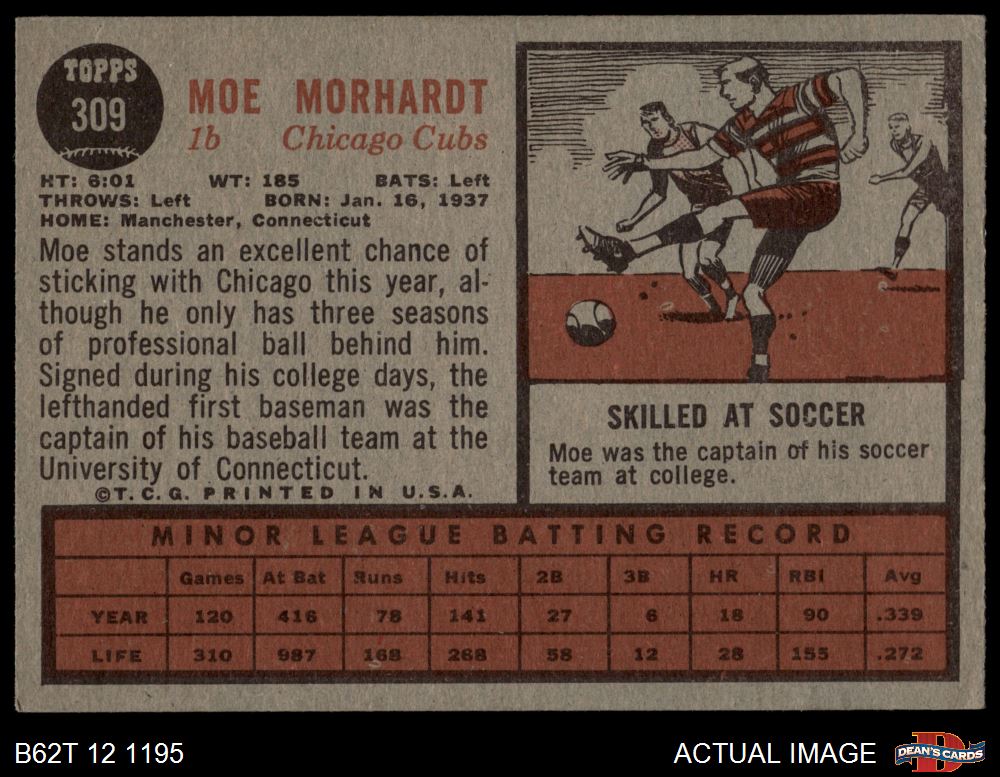 TOPPS
309
MOE MORHARDT
1b Chicago Cubs
HT: 6:01 WT: 185 BATS: Left
THROWS: Left BORN: Jan. 16, 1937
HOME: Manchester, Connecticut
Moe stands an excellent chance of
sticking with Chicago this year, al-
though he only has three seasons
of professional ball behind him.
Signed during his college days, the
lefthanded first baseman was the
captain of his baseball team at the
University of Connecticut.
©T.C.G. PRINTED IN U.S.A.
SKILLED AT SOCCER
Moe was the captain of his soccer
team at college.
MINOR LEAGUE BATTING RECORD
Games At Bat Runs Hits 2B 3B HR RBI Avg
YEAR 120 416 78 141 27 6 18 90 .339
LIFE 310 987 168 268 58 12 28 155 .272
B62T 12 1195
ACTUAL IMAGE
D
DEAN'S CARDS